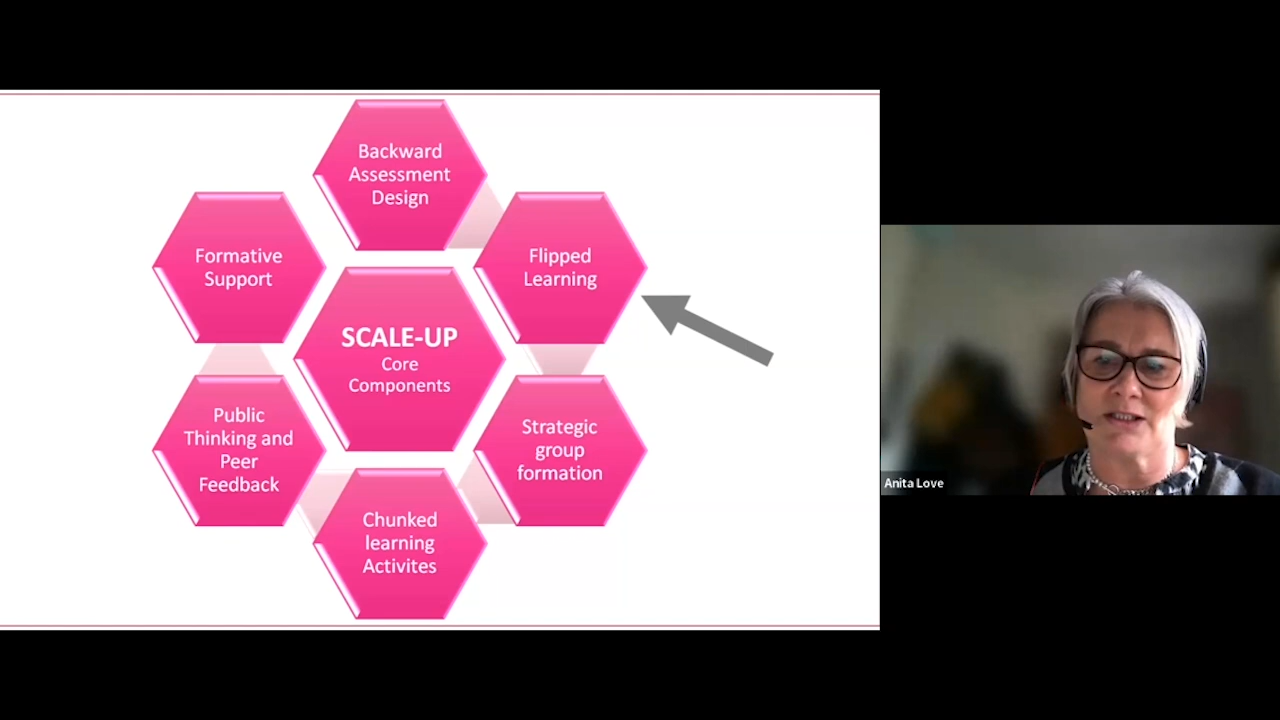 Backward
Assessment
Design
Formative
Support
Flipped
Learning
SCALE-UP
Core
Components
Public
Thinking and
Peer
Feedback
Strategic
group
formation
Chunked
learning
Activites
Anita Love